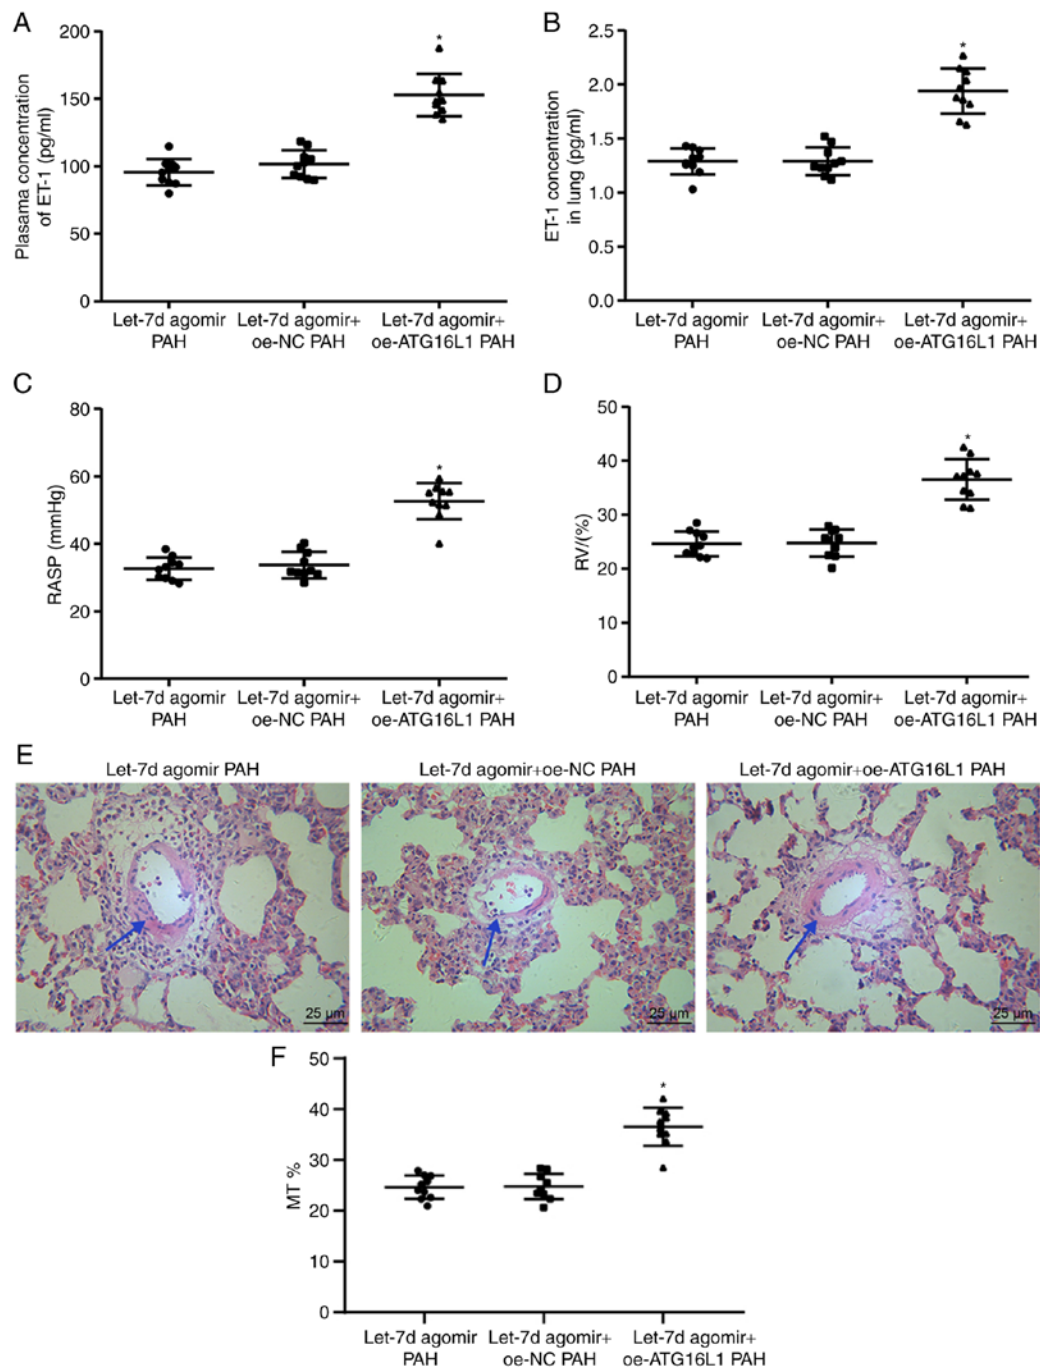 A
Plasama concentration
of ET-1 (pg/ml)
200
150
100
50
0
*
Let-7d agomir
PAH
Let-7d agomir+
oe-NC PAH
Let-7d agomir+
oe-ATG16L1 PAH
B
ET-1 concentration
in lung (pg/ml)
2.5
2.0
1.5
1.0
0.5
0.0
*
Let-7d agomir
PAH
Let-7d agomir+
oe-NC PAH
Let-7d agomir+
oe-ATG16L1 PAH
C
RASP (mmHg)
80
60
40
20
0
*
Let-7d agomir
PAH
Let-7d agomir+
oe-NC PAH
Let-7d agomir+
oe-ATG16L1 PAH
D
RV/(%)
50
40
30
20
10
0
*
Let-7d agomir
PAH
Let-7d agomir+
oe-NC PAH
Let-7d agomir+
oe-ATG16L1 PAH
E
Let-7d agomir PAH
Let-7d agomir+oe-NC PAH
Let-7d agomir+oe-ATG16L1 PAH
25 µm
25 µm
25 µm
F
MT %
50
40
30
20
10
0
*
Let-7d agomir
PAH
Let-7d agomir+
oe-NC PAH
Let-7d agomir+
oe-ATG16L1 PAH